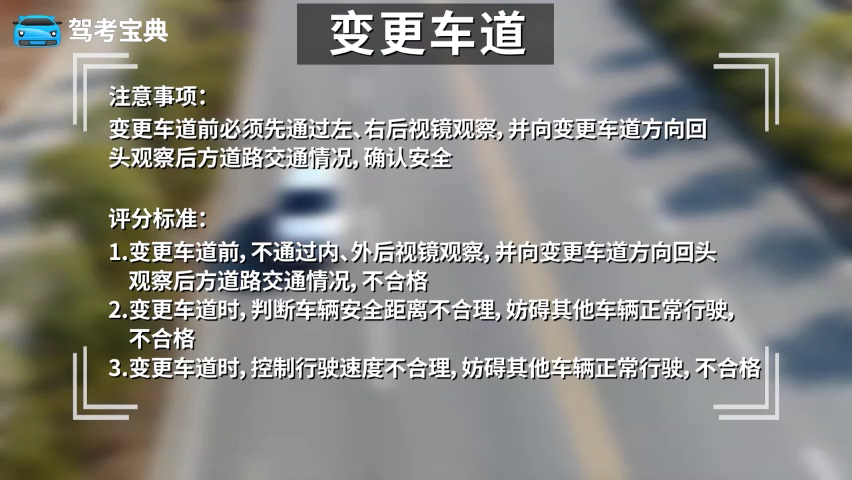 驾考宝典
变更车道
注意事项：
变更车道前必须先通过左、右后视镜观察，并向变更车道方向回
头观察后方道路交通情况，确认安全
评分标准：
1.变更车道前，不通过内、外后视镜观察，并向变更车道方向回头
观察后方道路交通情况，不合格
2.变更车道时，判断车辆安全距离不合理，妨碍其他车辆正常行驶，
不合格
3.变更车道时，控制行驶速度不合理，妨碍其他车辆正常行驶，不合格